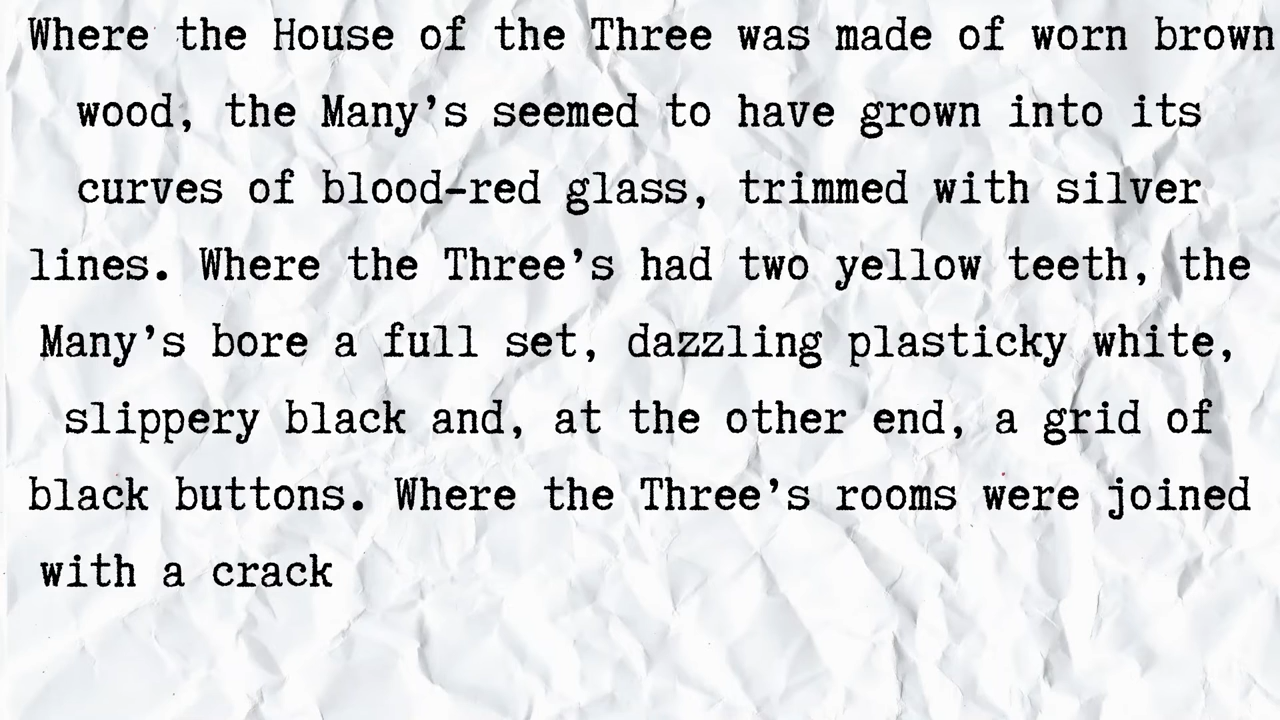 Where the House of the Three was made of worn brown
wood, the Many’s seemed to have grown into its
curves of blood-red glass, trimmed with silver
lines. Where the Three’s had two yellow teeth, the
Many’s bore a full set, dazzling plasticky white,
slippery black and, at the other end, a grid of
black buttons. Where the Three’s rooms were joined
with a crack